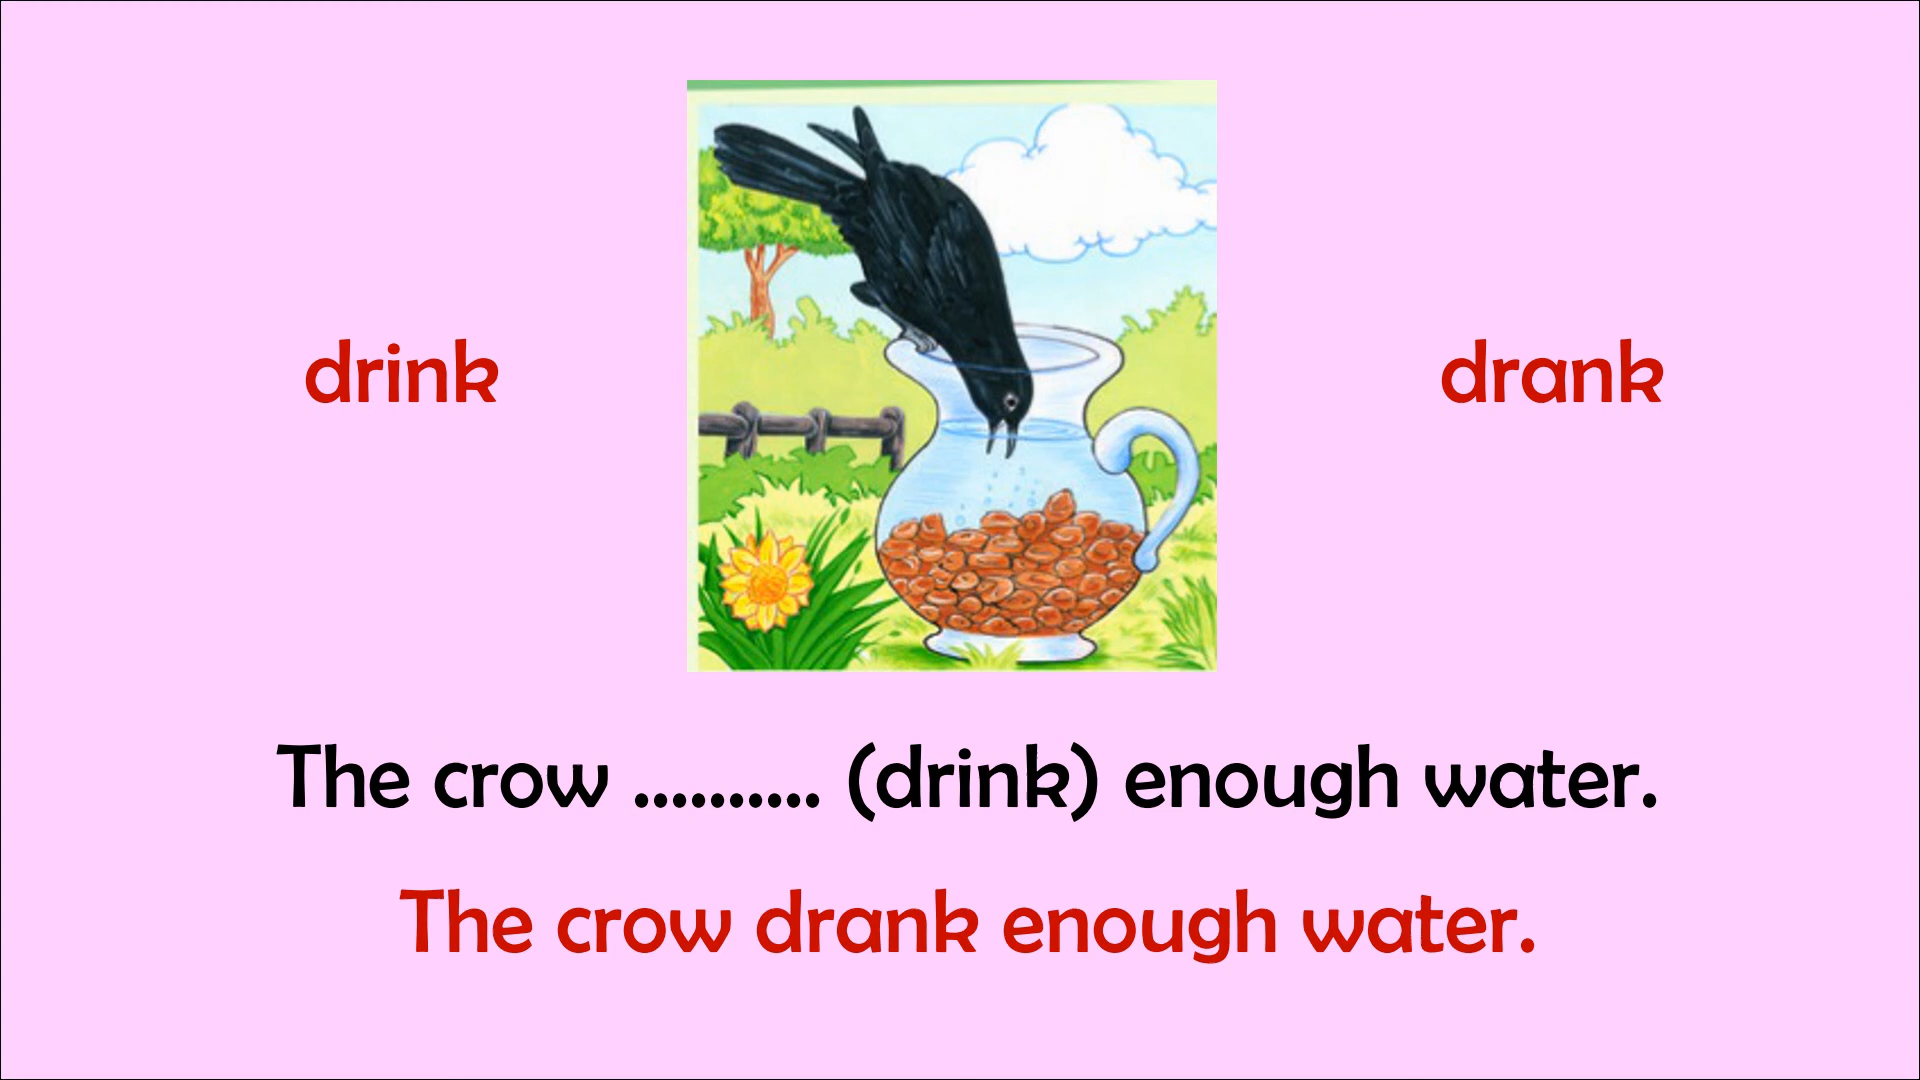 drink
drank
The crow .......... (drink) enough water.
The crow drank enough water.